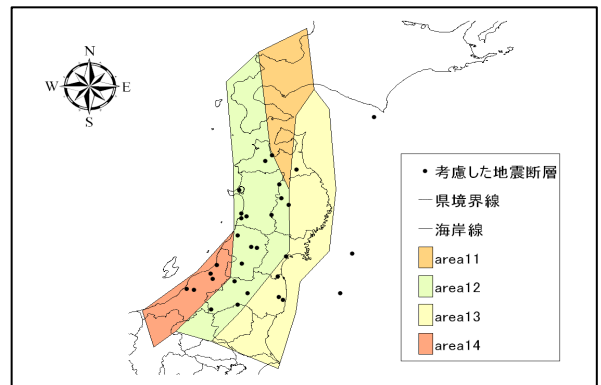 N
W E
S
考慮した地震断層
県境界線
海岸線
area11
area12
area13
area14